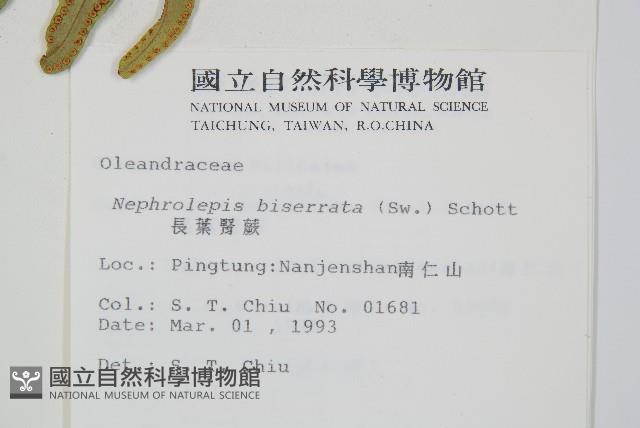 國立自然科學博物館
NATIONAL MUSEUM OF NATURAL SCIENCE
TAICHUNG, TAIWAN, R.O.CHINA
Oleandraceae
Nephrolepis biserrata (Sw.) Schott
長葉腎蕨
Loc.: Pingtung:Nanjenshan南仁山
Col.: S. T. Chiu No. 01681
Date: Mar. 01 , 1993
Det.: S. T. Chiu
國立自然科學博物館
NATIONAL MUSEUM OF NATURAL SCIENCE